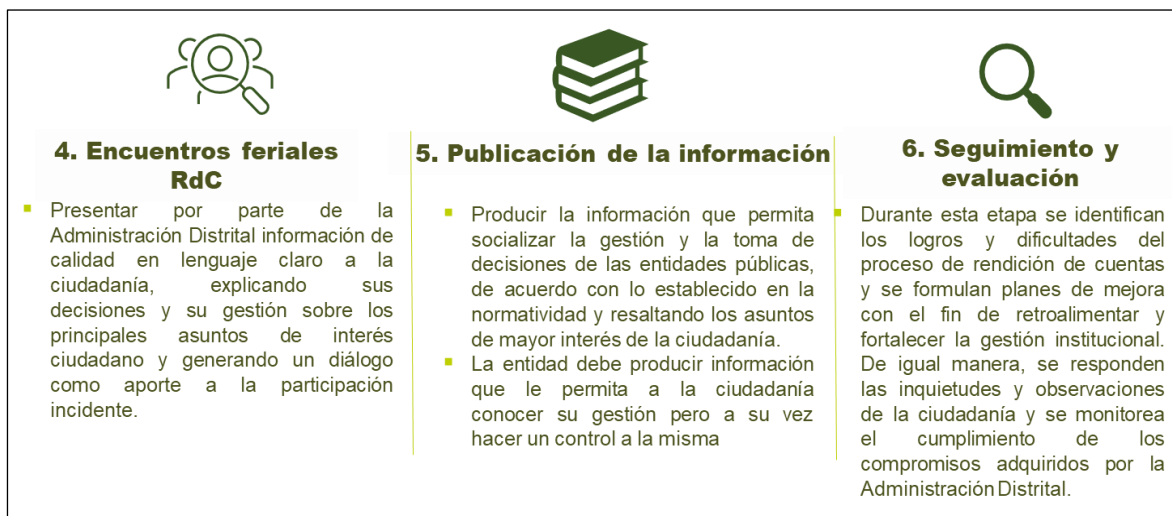 4. Encuentros feriales
RdC
Presentar por parte de la
Administración Distrital información de
calidad en lenguaje claro a la
ciudadanía, explicando sus
decisiones y su gestión sobre los
principales asuntos de interés
ciudadano y generando un diálogo
como aporte a la participación
incidente.
5. Publicación de la información
Producir la información que permita
socializar la gestión y la toma de
decisiones de las entidades públicas,
de acuerdo con lo establecido en la
normatividad y resaltando los asuntos
de mayor interés de la ciudadanía.
La entidad debe producir información
que le permita a la ciudadanía
conocer su gestión pero a su vez
hacer un control a la misma
6. Seguimiento y
evaluación
Durante esta etapa se identifican
los logros y dificultades del
proceso de rendición de cuentas
y se formulan planes de mejora
con el fin de retroalimentar y
fortalecer la gestión institucional.
De igual manera, se responden
las inquietudes y observaciones
de la ciudadanía y se monitorea
el cumplimiento de los
compromisos adquiridos por la
Administración Distrital.